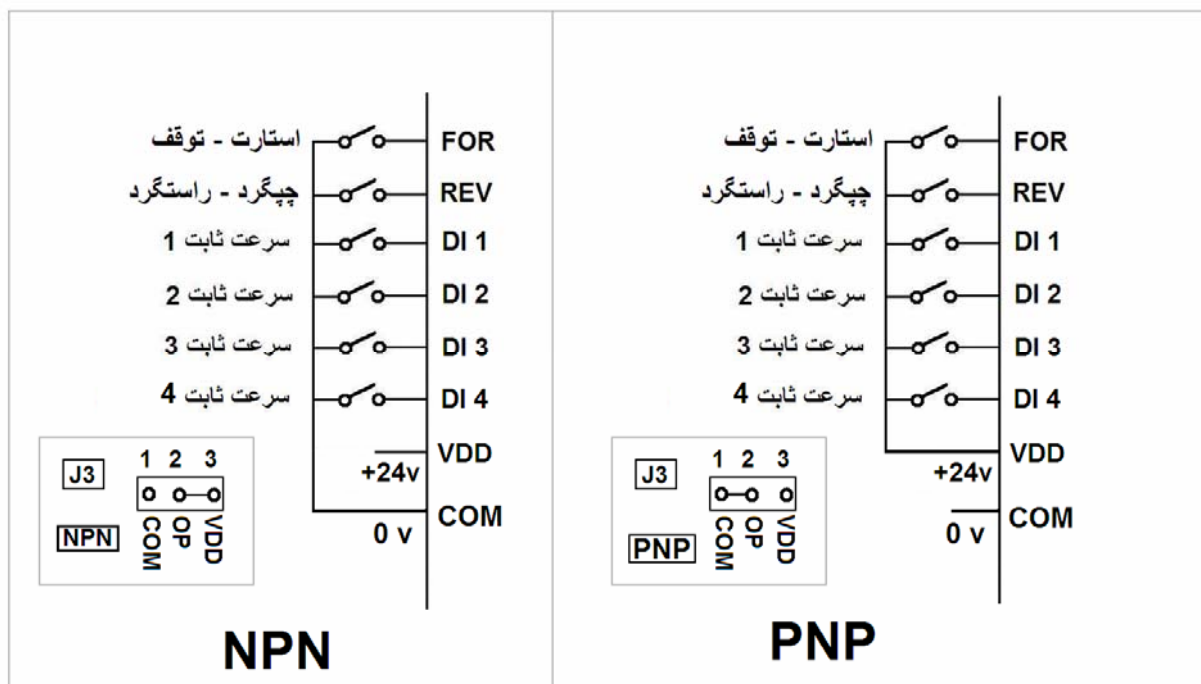 استارت - توقف FOR
چپگرد - راستگرد REV
سرعت ثابت 1 DI 1
سرعت ثابت 2 DI 2
سرعت ثابت 3 DI 3
سرعت ثابت 4 DI 4
VDD
+24v
COM
0 v
J3
1 2 3
NPN
COM OP VDD
NPN
استارت - توقف FOR
چپگرد - راستگرد REV
سرعت ثابت 1 DI 1
سرعت ثابت 2 DI 2
سرعت ثابت 3 DI 3
سرعت ثابت 4 DI 4
VDD
+24v
COM
0 v
J3
1 2 3
PNP
COM OP VDD
PNP